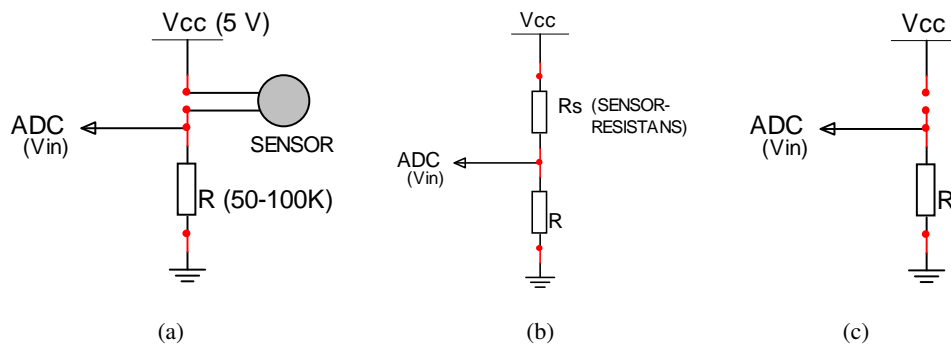 Vcc (5 V)
ADC
(Vin)
SENSOR
R (50-100K)
(a)
Vcc
Rs (SENSOR-
RESISTANS)
ADC
(Vin)
R
(b)
Vcc
ADC
(Vin)
R
(c)